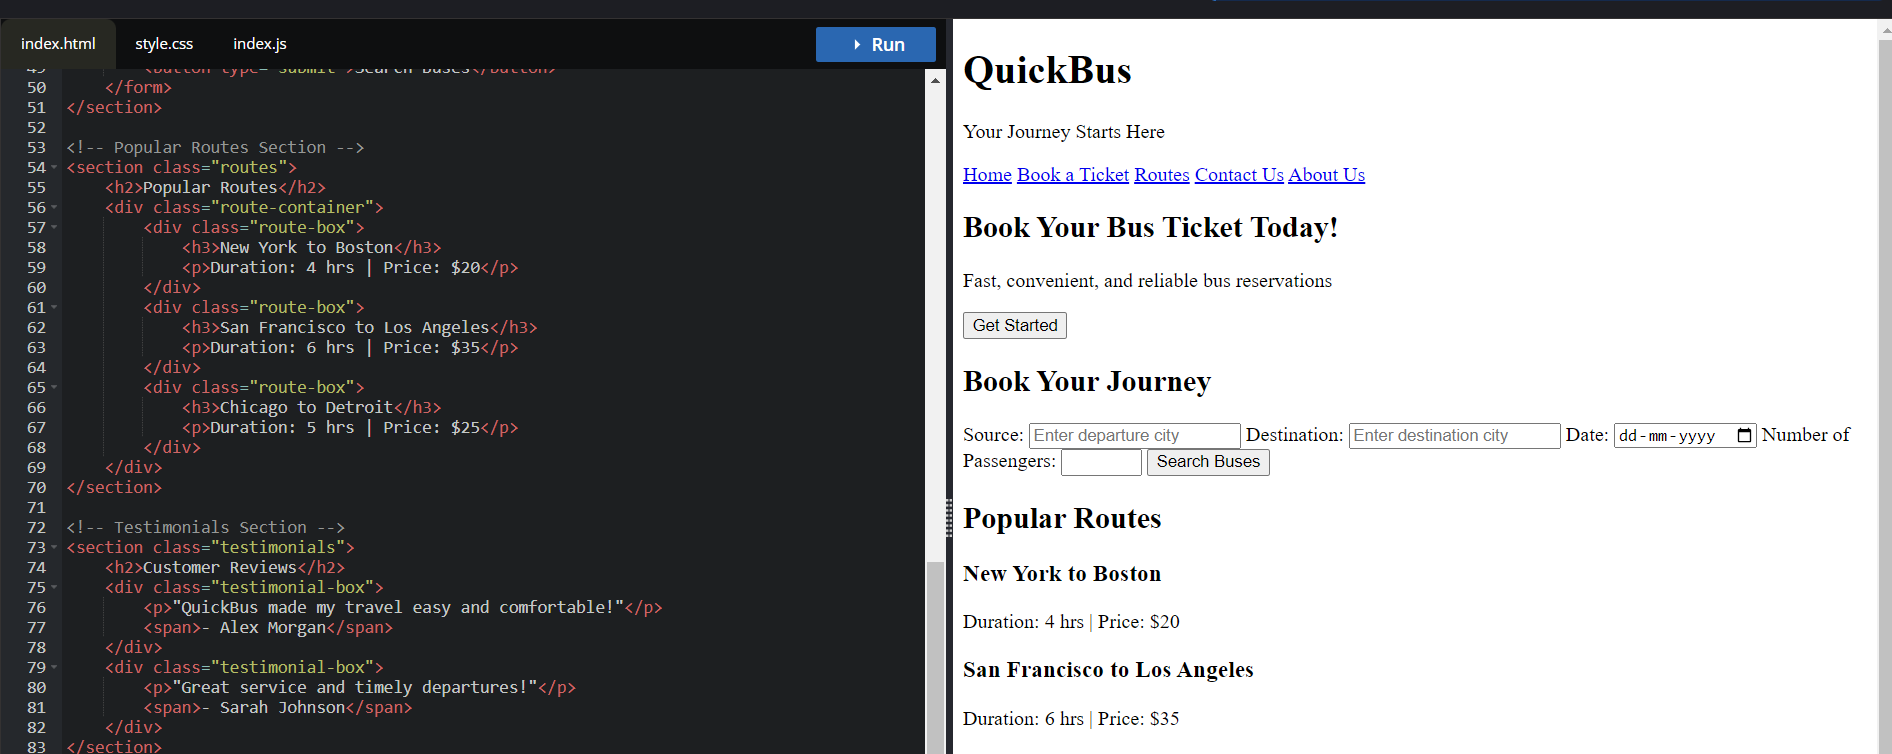 index.html style.css index.js Run
49 <button type="submit">Search Buses</button>
50 </form>
51 </section>
52
53 <!-- Popular Routes Section -->
54 <section class="routes">
55 <h2>Popular Routes</h2>
56 <div class="route-container">
57 <div class="route-box">
58 <h3>New York to Boston</h3>
59 <p>Duration: 4 hrs | Price: $20</p>
60 </div>
61 <div class="route-box">
62 <h3>San Francisco to Los Angeles</h3>
63 <p>Duration: 6 hrs | Price: $35</p>
64 </div>
65 <div class="route-box">
66 <h3>Chicago to Detroit</h3>
67 <p>Duration: 5 hrs | Price: $25</p>
68 </div>
69 </div>
70 </section>
71
72 <!-- Testimonials Section -->
73 <section class="testimonials">
74 <h2>Customer Reviews</h2>
75 <div class="testimonial-box">
76 <p>"QuickBus made my travel easy and comfortable!"</p>
77 <span>- Alex Morgan</span>
78 </div>
79 <div class="testimonial-box">
80 <p>"Great service and timely departures!"</p>
81 <span>- Sarah Johnson</span>
82 </div>
83 </section>
QuickBus
Your Journey Starts Here
Home Book a Ticket Routes Contact Us About Us
Book Your Bus Ticket Today!
Fast, convenient, and reliable bus reservations
Get Started
Book Your Journey
Source: Enter departure city Destination: Enter destination city Date: dd-mm-yyyy Number of
Passengers: Search Buses
Popular Routes
New York to Boston
Duration: 4 hrs | Price: $20
San Francisco to Los Angeles
Duration: 6 hrs | Price: $35